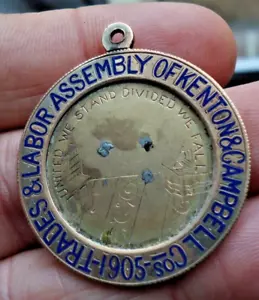 TRADES & LABOR ASSEMBLY OF KENTON & CAMPBELL Cos -1905-
UNITED WE STAND DIVIDED WE FALL